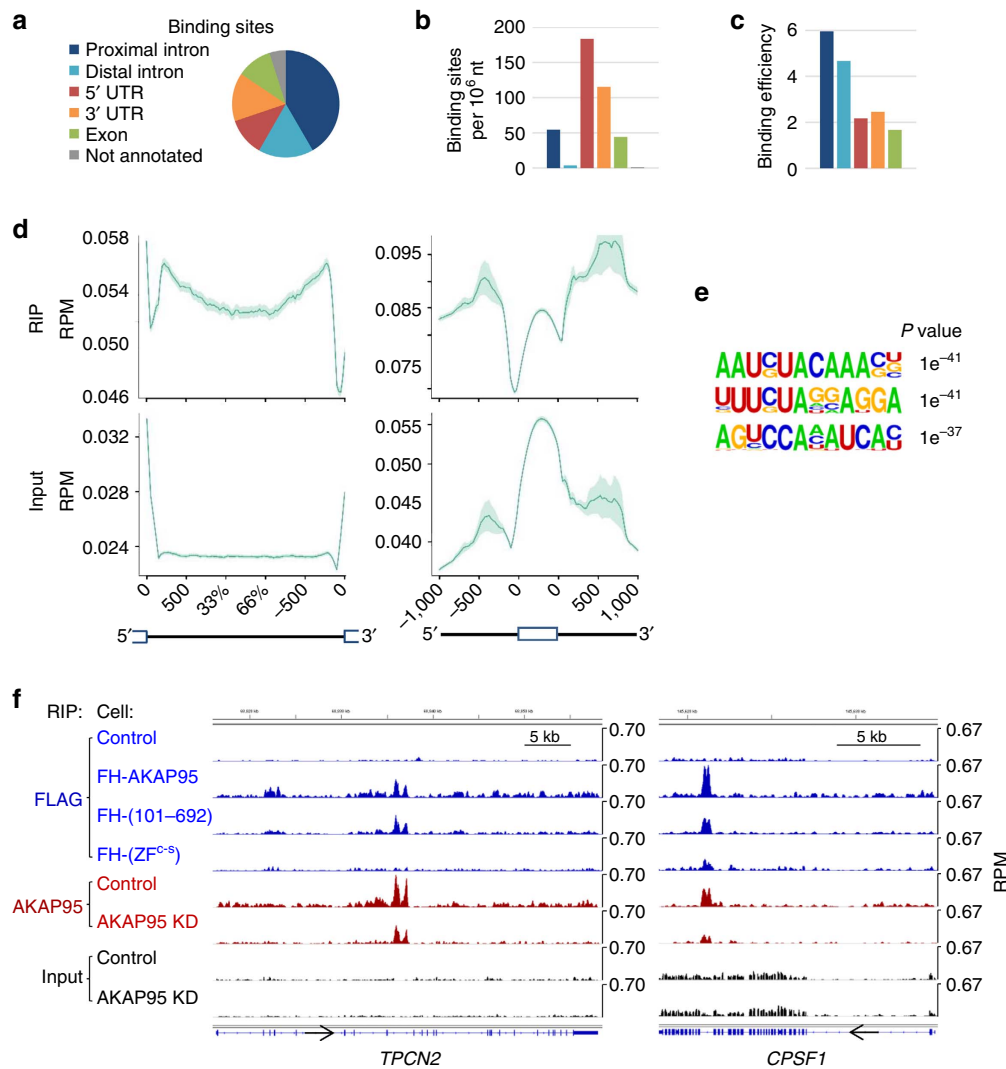 a
Binding sites
Proximal intron
Distal intron
5′ UTR
3′ UTR
Exon
Not annotated
b
Binding sites
per 10⁶ nt
200
150
100
50
0
c
Binding efficiency
6
4
2
0
d
RIP
RPM
0.058
0.054
0.050
0.046
0.095
0.085
0.075
Input
RPM
0.032
0.028
0.024
0.055
0.050
0.045
0.040
0
500
33%
66%
−500
0
−1,000
−500
0
0
500
1,000
5′
3′
5′
3′
e
P value
1e⁻⁴¹
1e⁻⁴¹
1e⁻³⁷
f
RIP:
Cell:
FLAG
Control
FH-AKAP95
FH-(101–692)
FH-(ZFᶜ⁻ˢ)
AKAP95
Control
AKAP95 KD
Input
Control
AKAP95 KD
5 kb
0.70
0.70
0.70
0.70
0.70
0.70
0.70
0.70
5 kb
0.67
0.67
0.67
0.67
0.67
0.67
0.67
0.67
RPM
TPCN2
CPSF1